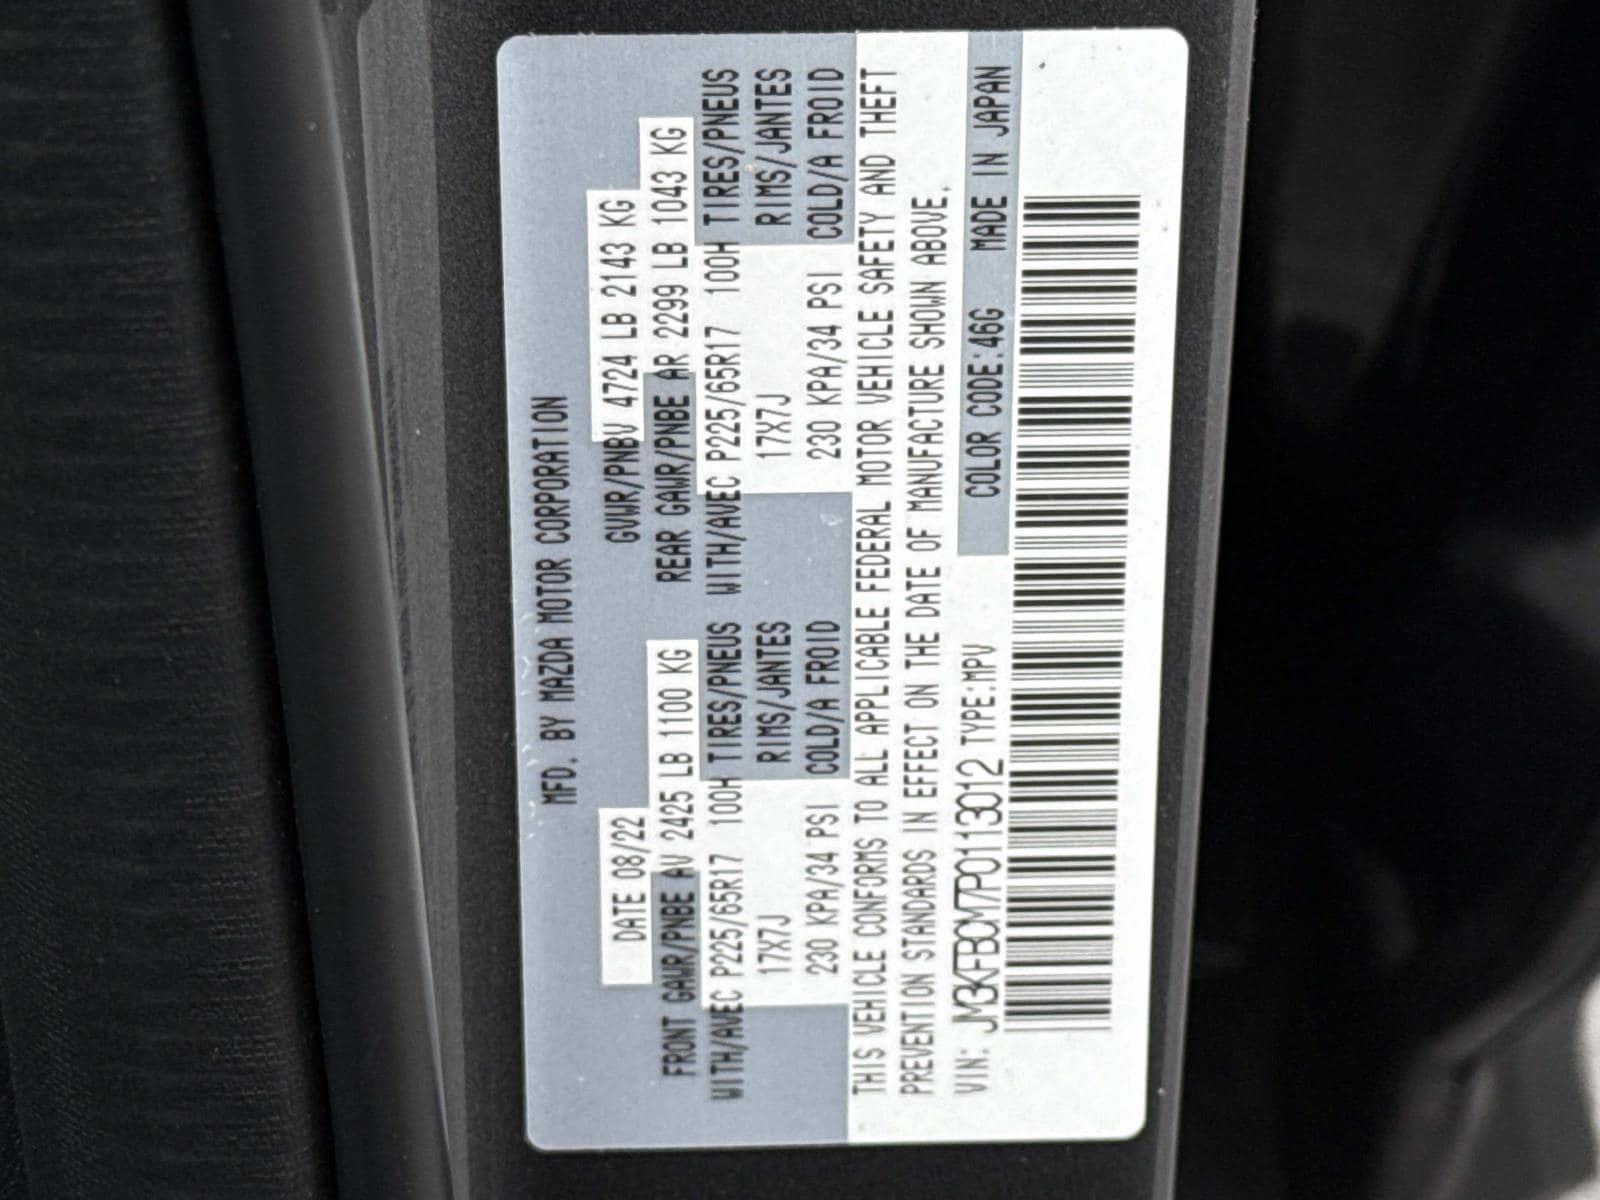 MFD. BY MAZDA MOTOR CORPORATION
DATE 08/22 GVWR/PNBV 4724 LB 2143 KG
FRONT GAWR/PNBE AV 2425 LB 1100 KG REAR GAWR/PNBE AR 2299 LB 1043 KG
WITH/AVEC P225/65R17 100H TIRES/PNEUS WITH/AVEC P225/65R17 100H TIRES/PNEUS
17X7J RIMS/JANTES 17X7J RIMS/JANTES
230 KPA/34 PSI COLD/A FROID 230 KPA/34 PSI COLD/A FROID
THIS VEHICLE CONFORMS TO ALL APPLICABLE FEDERAL MOTOR VEHICLE SAFETY AND THEFT
PREVENTION STANDARDS IN EFFECT ON THE DATE OF MANUFACTURE SHOWN ABOVE.
VIN: JM3KFBCM7P0113012 TYPE:MPV COLOR CODE:46G MADE IN JAPAN